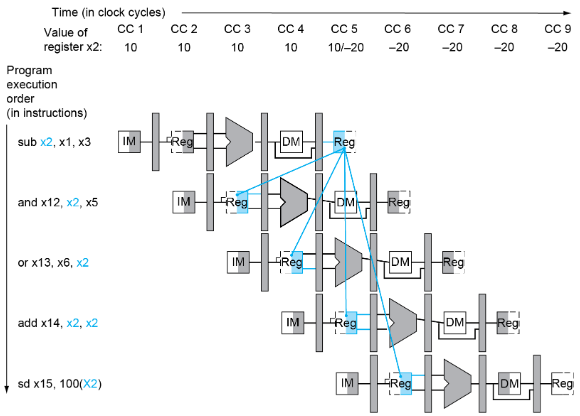 Time (in clock cycles)
Value of register x2:
CC 1 CC 2 CC 3 CC 4 CC 5 CC 6 CC 7 CC 8 CC 9
10 10 10 10 10/–20 –20 –20 –20 –20
Program
execution
order
(in instructions)
sub x2, x1, x3
IM Reg DM Reg
and x12, x2, x5
IM Reg DM Reg
or x13, x6, x2
IM Reg DM Reg
add x14, x2, x2
IM Reg DM Reg
sd x15, 100(X2)
IM Reg DM Reg